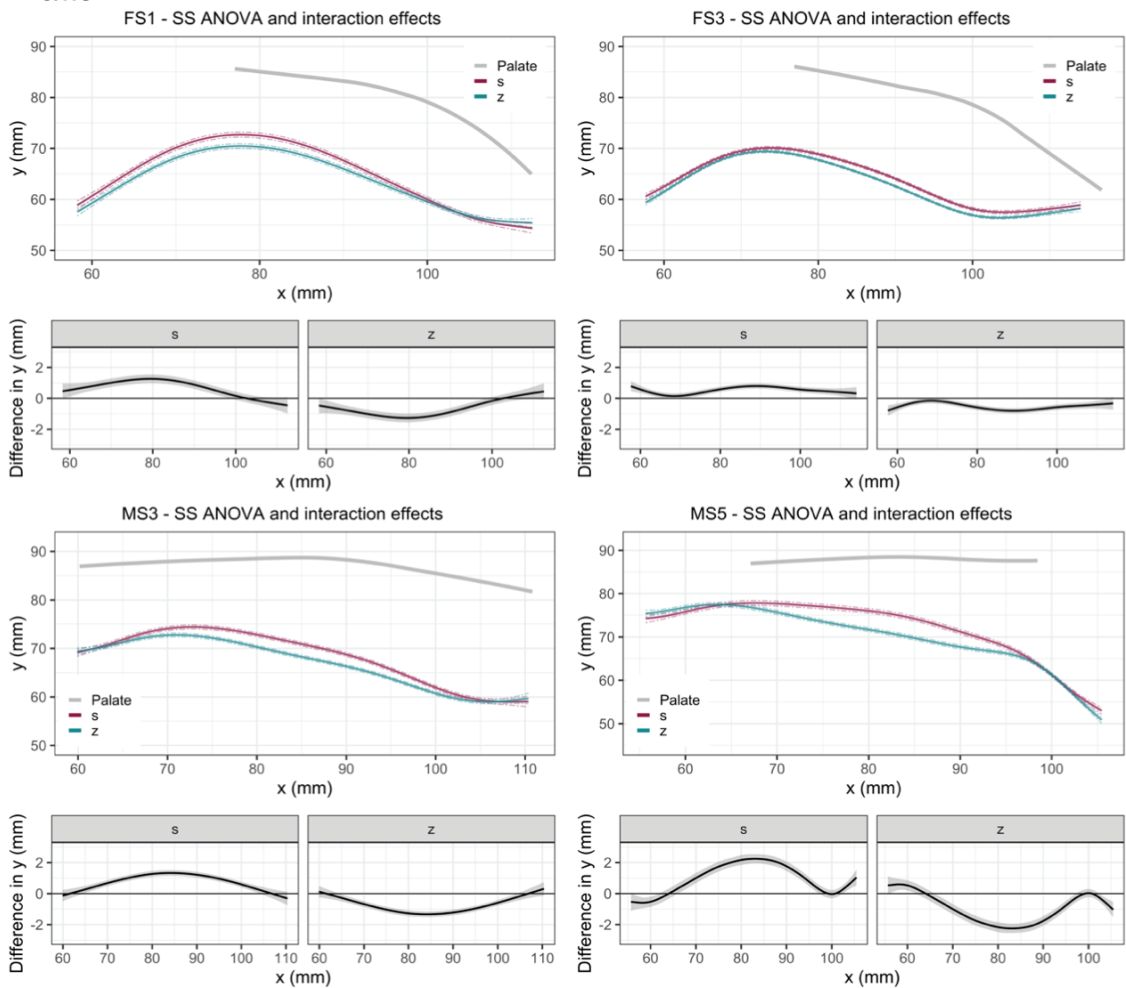 FS1 - SS ANOVA and interaction effects
90
80
70
60
50
y (mm)
Palate
s
z
60 80 100
x (mm)
FS3 - SS ANOVA and interaction effects
90
80
70
60
50
y (mm)
Palate
s
z
60 80 100
x (mm)
s z
2
0
-2
Difference in y (mm)
60 80 100 60 80 100
x (mm)
s z
2
0
-2
Difference in y (mm)
60 80 100 60 80 100
x (mm)
MS3 - SS ANOVA and interaction effects
90
80
70
60
50
y (mm)
Palate
s
z
60 70 80 90 100 110
x (mm)
MS5 - SS ANOVA and interaction effects
90
80
70
60
50
y (mm)
Palate
s
z
60 70 80 90 100
x (mm)
s z
2
0
-2
Difference in y (mm)
60 70 80 90 100 110 60 70 80 90 100 110
x (mm)
s z
2
0
-2
Difference in y (mm)
60 70 80 90 100 60 70 80 90 100
x (mm)